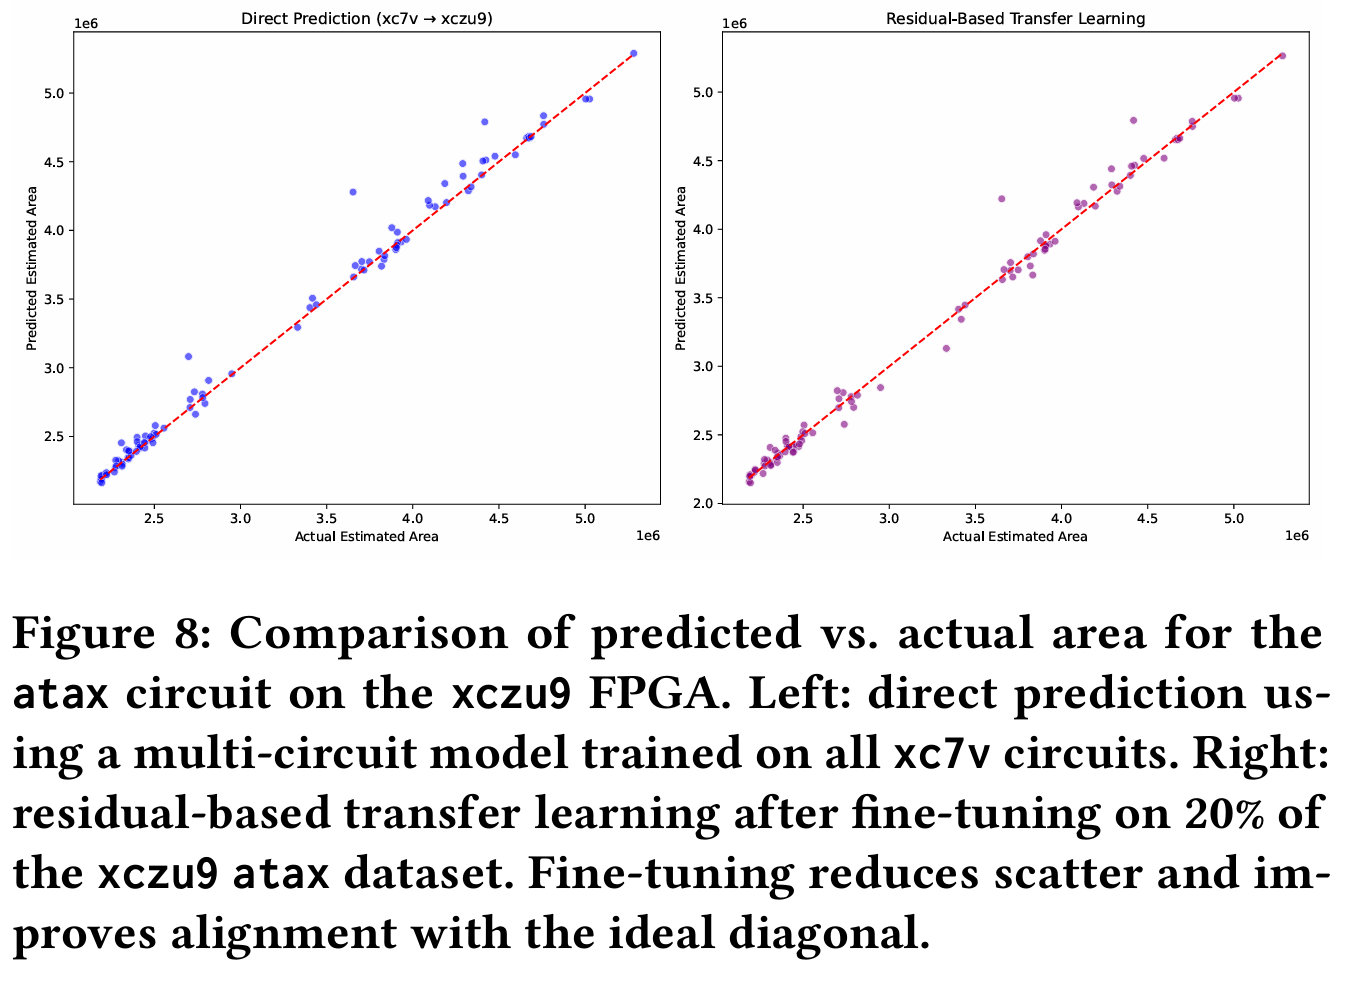 Direct Prediction (xc7v → xczu9)
1e6
Predicted Estimated Area
5.0
4.5
4.0
3.5
3.0
2.5
2.5 3.0 3.5 4.0 4.5 5.0
Actual Estimated Area
1e6
Residual-Based Transfer Learning
1e6
Predicted Estimated Area
5.0
4.5
4.0
3.5
3.0
2.5
2.0
2.5 3.0 3.5 4.0 4.5 5.0
Actual Estimated Area
1e6
Figure 8: Comparison of predicted vs. actual area for the
atax circuit on the xczu9 FPGA. Left: direct prediction us-
ing a multi-circuit model trained on all xc7v circuits. Right:
residual-based transfer learning after fine-tuning on 20% of
the xczu9 atax dataset. Fine-tuning reduces scatter and im-
proves alignment with the ideal diagonal.